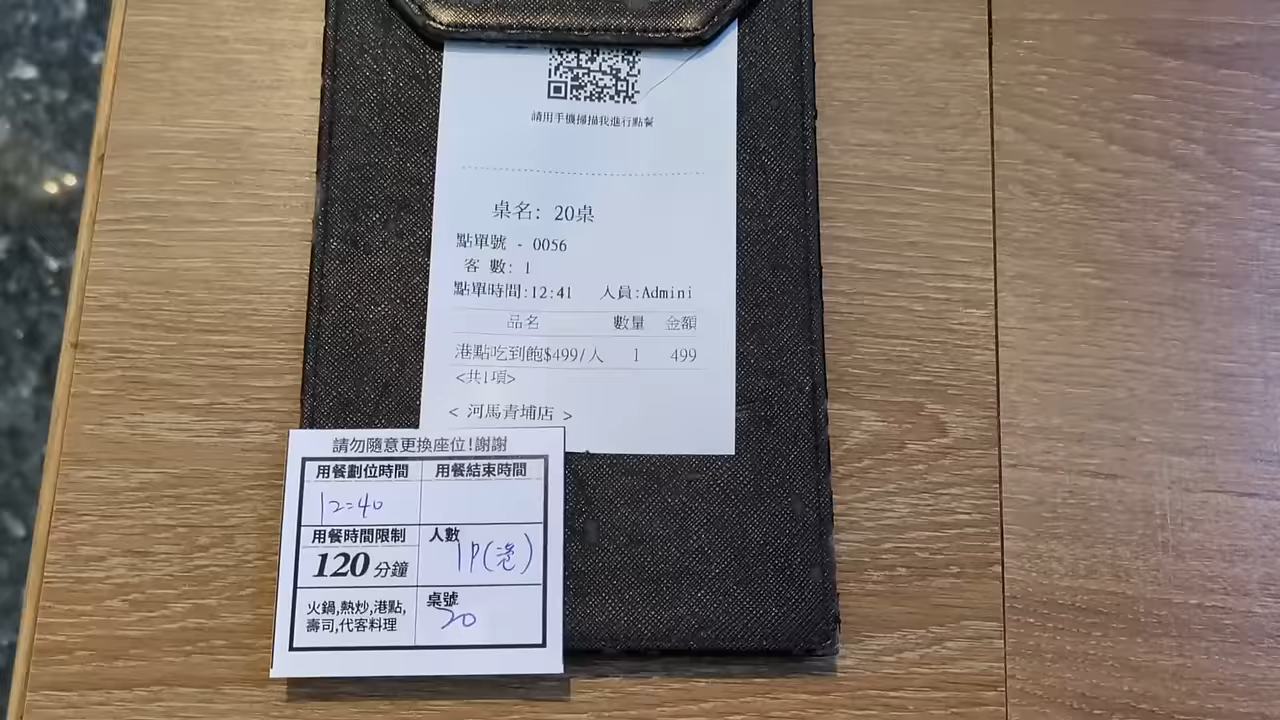 請用手機掃描我進行點餐
桌名: 20桌
點單號 - 0056
客 數: 1
點單時間:12:41 人員:Admini
品名 數量 金額
港點吃到飽$499/人 1 499
<共1項>
< 河馬青埔店 >
請勿隨意更換座位!謝謝
用餐劃位時間 用餐結束時間
12:40
用餐時間限制 人數
120分鐘 1P(港)
火鍋,熱炒,港點, 桌號
壽司,代客料理 20